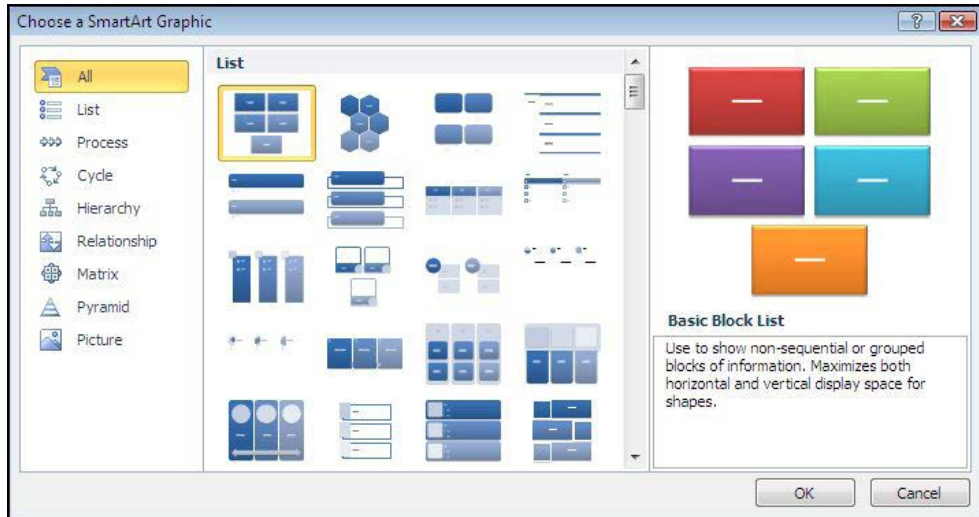 Choose a SmartArt Graphic
All
List
Process
Cycle
Hierarchy
Relationship
Matrix
Pyramid
Picture
List
Basic Block List
Use to show non-sequential or grouped
blocks of information. Maximizes both
horizontal and vertical display space for
shapes.
OK
Cancel